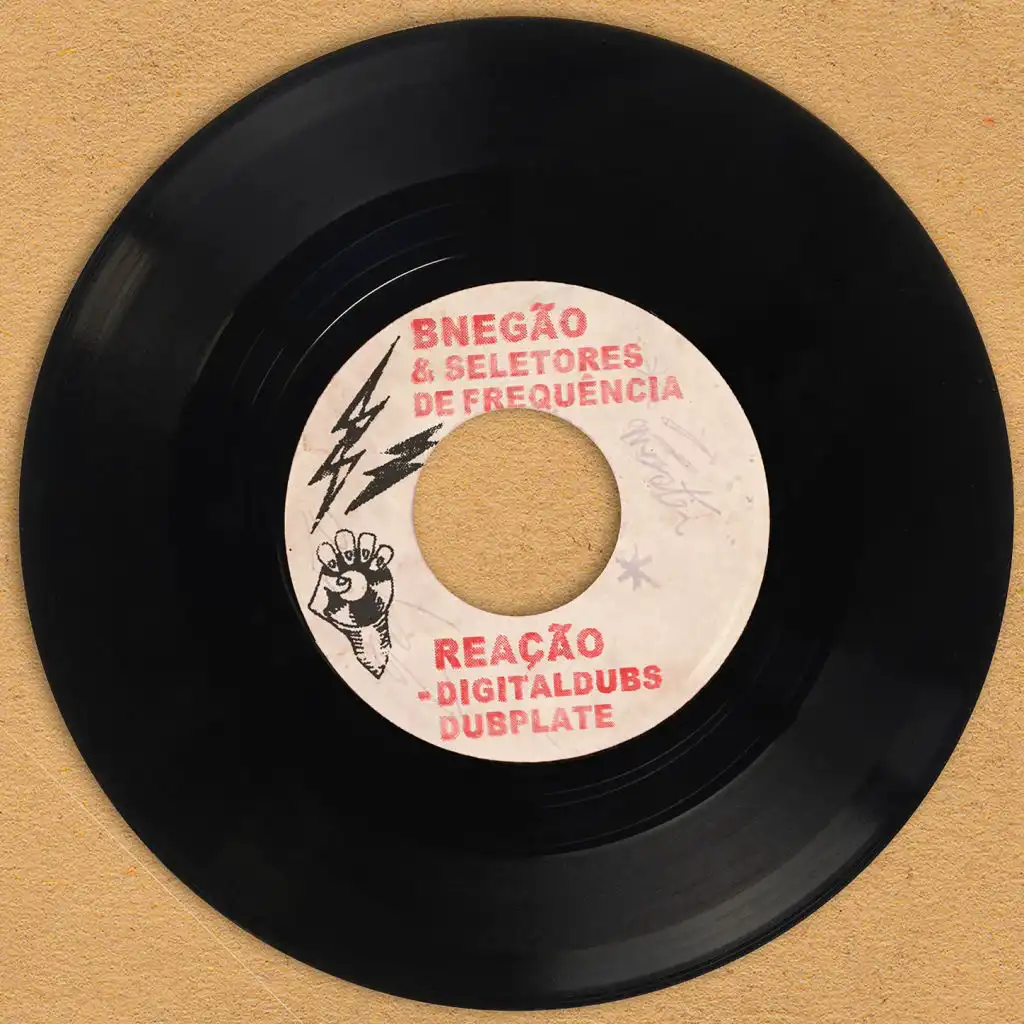 BNEGÃO
& SELETORES
DE FREQUÊNCIA
REAÇÃO
-DIGITALDUBS
DUBPLATE